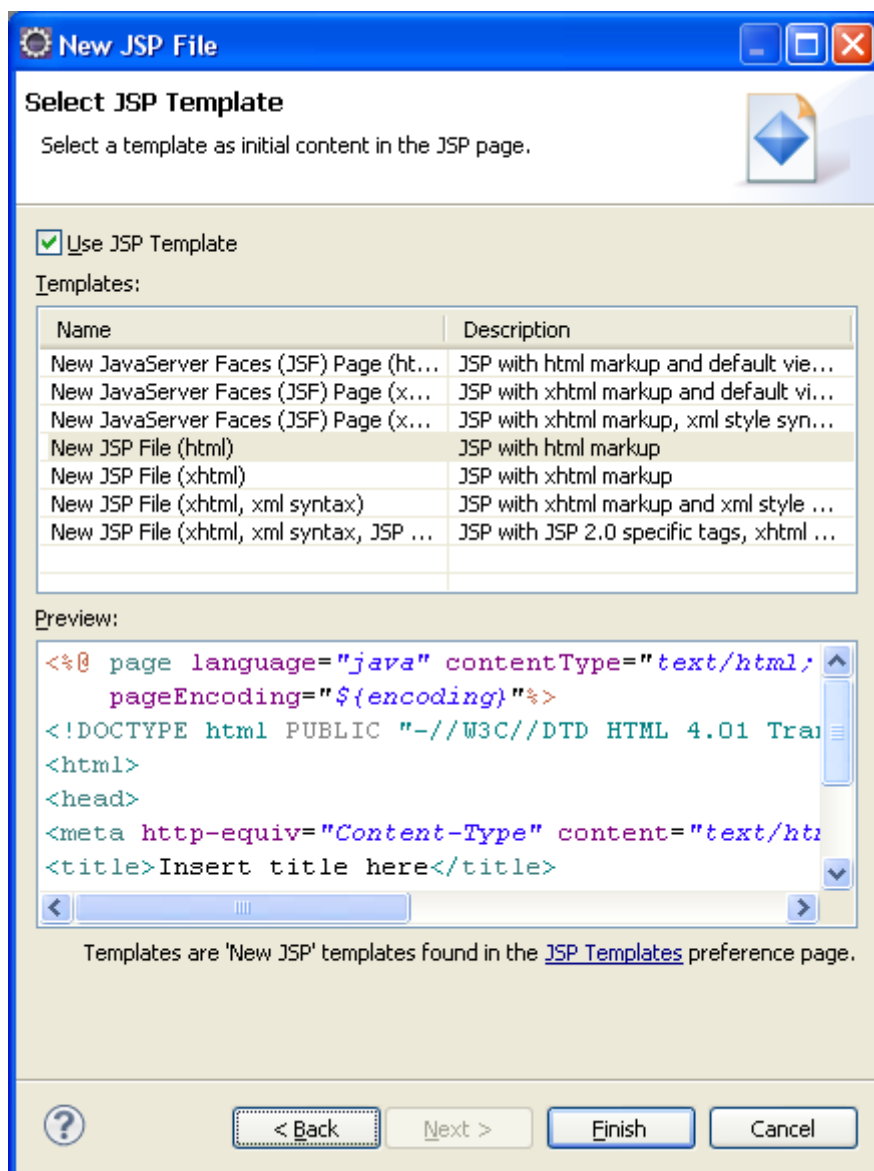 New JSP File
Select JSP Template
Select a template as initial content in the JSP page.
Use JSP Template
Templates:
Name Description
New JavaServer Faces (JSF) Page (ht... JSP with html markup and default vie...
New JavaServer Faces (JSF) Page (x... JSP with xhtml markup and default vi...
New JavaServer Faces (JSF) Page (x... JSP with xhtml markup, xml style syn...
New JSP File (html) JSP with html markup
New JSP File (xhtml) JSP with xhtml markup
New JSP File (xhtml, xml syntax) JSP with xhtml markup and xml style ...
New JSP File (xhtml, xml syntax, JSP ... JSP with JSP 2.0 specific tags, xhtml ...
Preview:
<%@ page language="java" contentType="text/html;
pageEncoding="${encoding}"%>
<!DOCTYPE html PUBLIC "-//W3C//DTD HTML 4.01 Tran
<html>
<head>
<meta http-equiv="Content-Type" content="text/htm
<title>Insert title here</title>
Templates are 'New JSP' templates found in the JSP Templates preference page.
? < Back Next > Finish Cancel